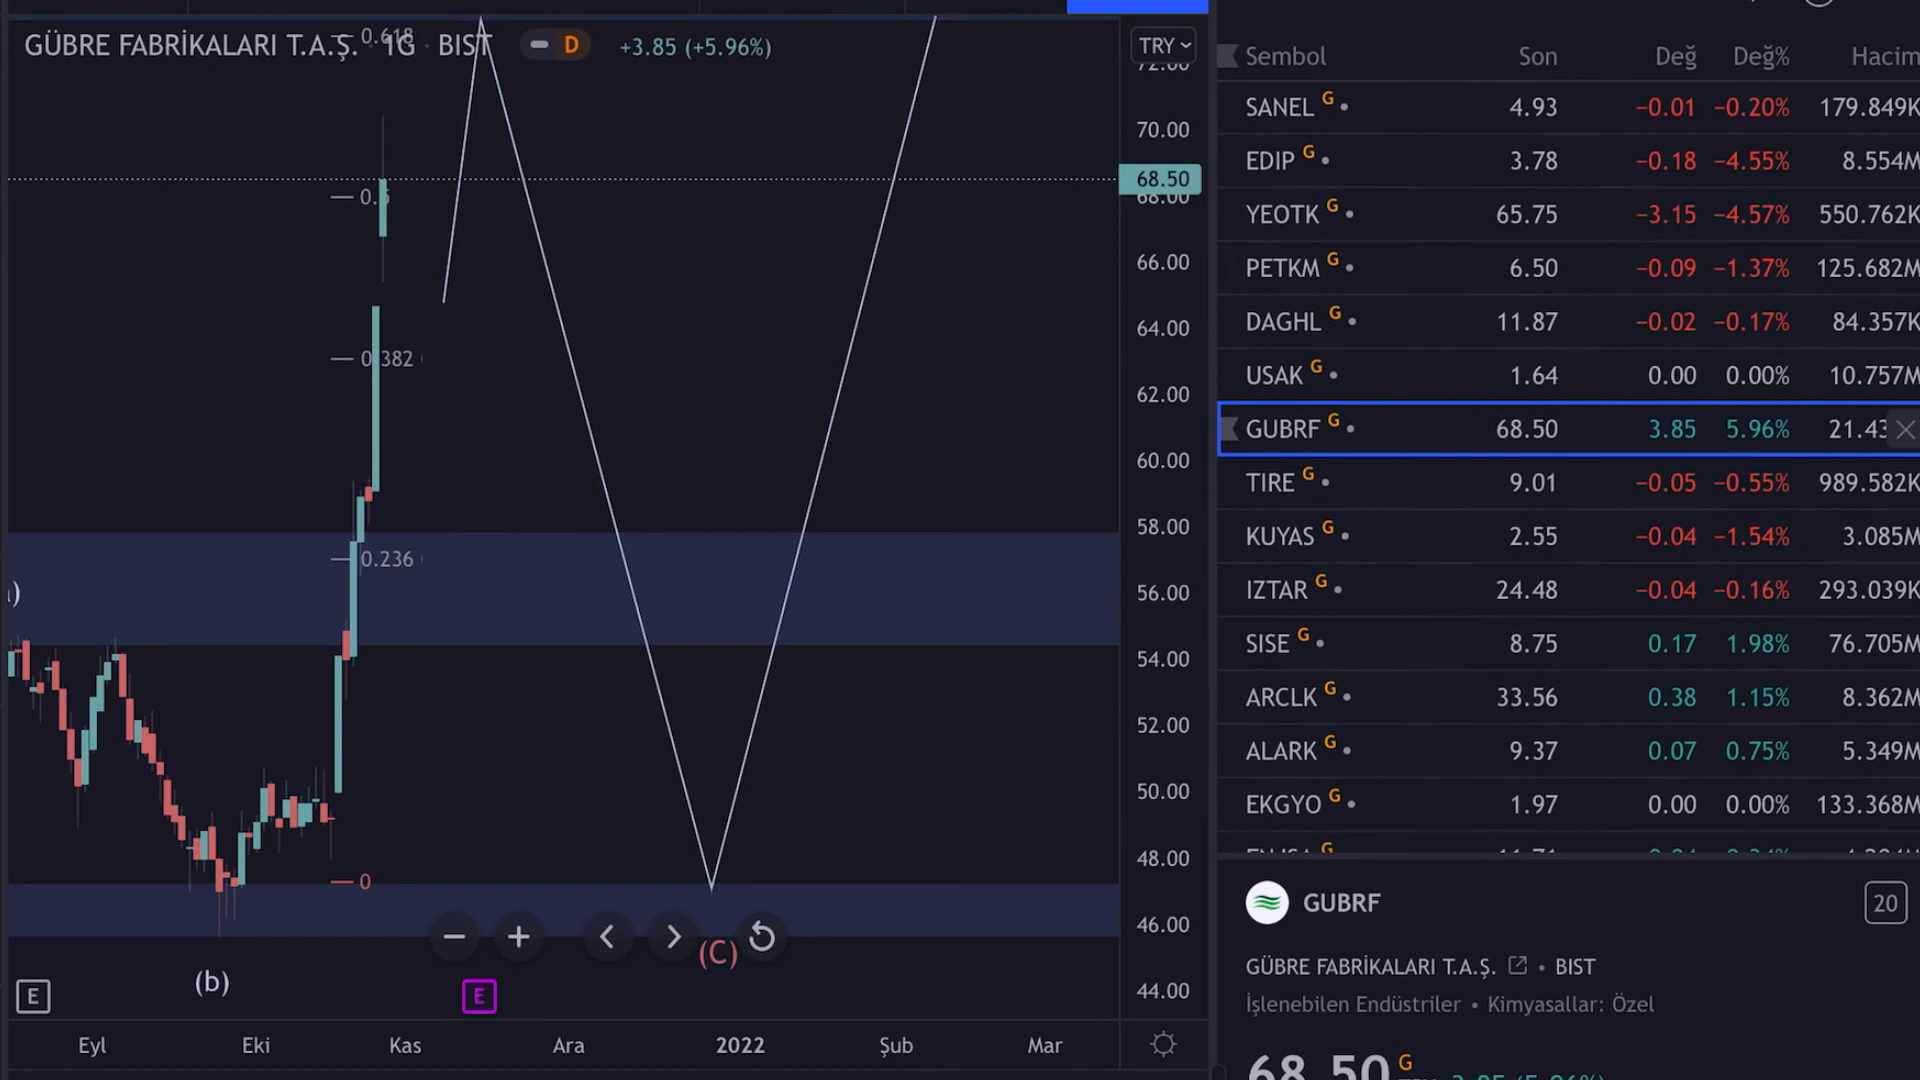 GÜBRE FABRİKALARI T.A.Ş. · 1G · BIST D +3.85 (+5.96%)
0.618
0.5
0.382
0.236
0
(b)
(C)
E
E
TRY
72.00
70.00
68.50
68.00
66.00
64.00
62.00
60.00
58.00
56.00
54.00
52.00
50.00
48.00
46.00
44.00
Eyl Eki Kas Ara 2022 Şub Mar
Sembol Son Değ Değ% Hacim
SANEL G 4.93 −0.01 −0.20% 179.849K
EDIP G 3.78 −0.18 −4.55% 8.554M
YEOTK G 65.75 −3.15 −4.57% 550.762K
PETKM G 6.50 −0.09 −1.37% 125.682M
DAGHL G 11.87 −0.02 −0.17% 84.357K
USAK G 1.64 0.00 0.00% 10.757M
GUBRF G 68.50 3.85 5.96% 21.43
TIRE G 9.01 −0.05 −0.55% 989.582K
KUYAS G 2.55 −0.04 −1.54% 3.085M
IZTAR G 24.48 −0.04 −0.16% 293.039K
SISE G 8.75 0.17 1.98% 76.705M
ARCLK G 33.56 0.38 1.15% 8.362M
ALARK G 9.37 0.07 0.75% 5.349M
EKGYO G 1.97 0.00 0.00% 133.368M
GUBRF 20
GÜBRE FABRİKALARI T.A.Ş. • BIST
İşlenebilen Endüstriler • Kimyasallar: Özel
68.50 G